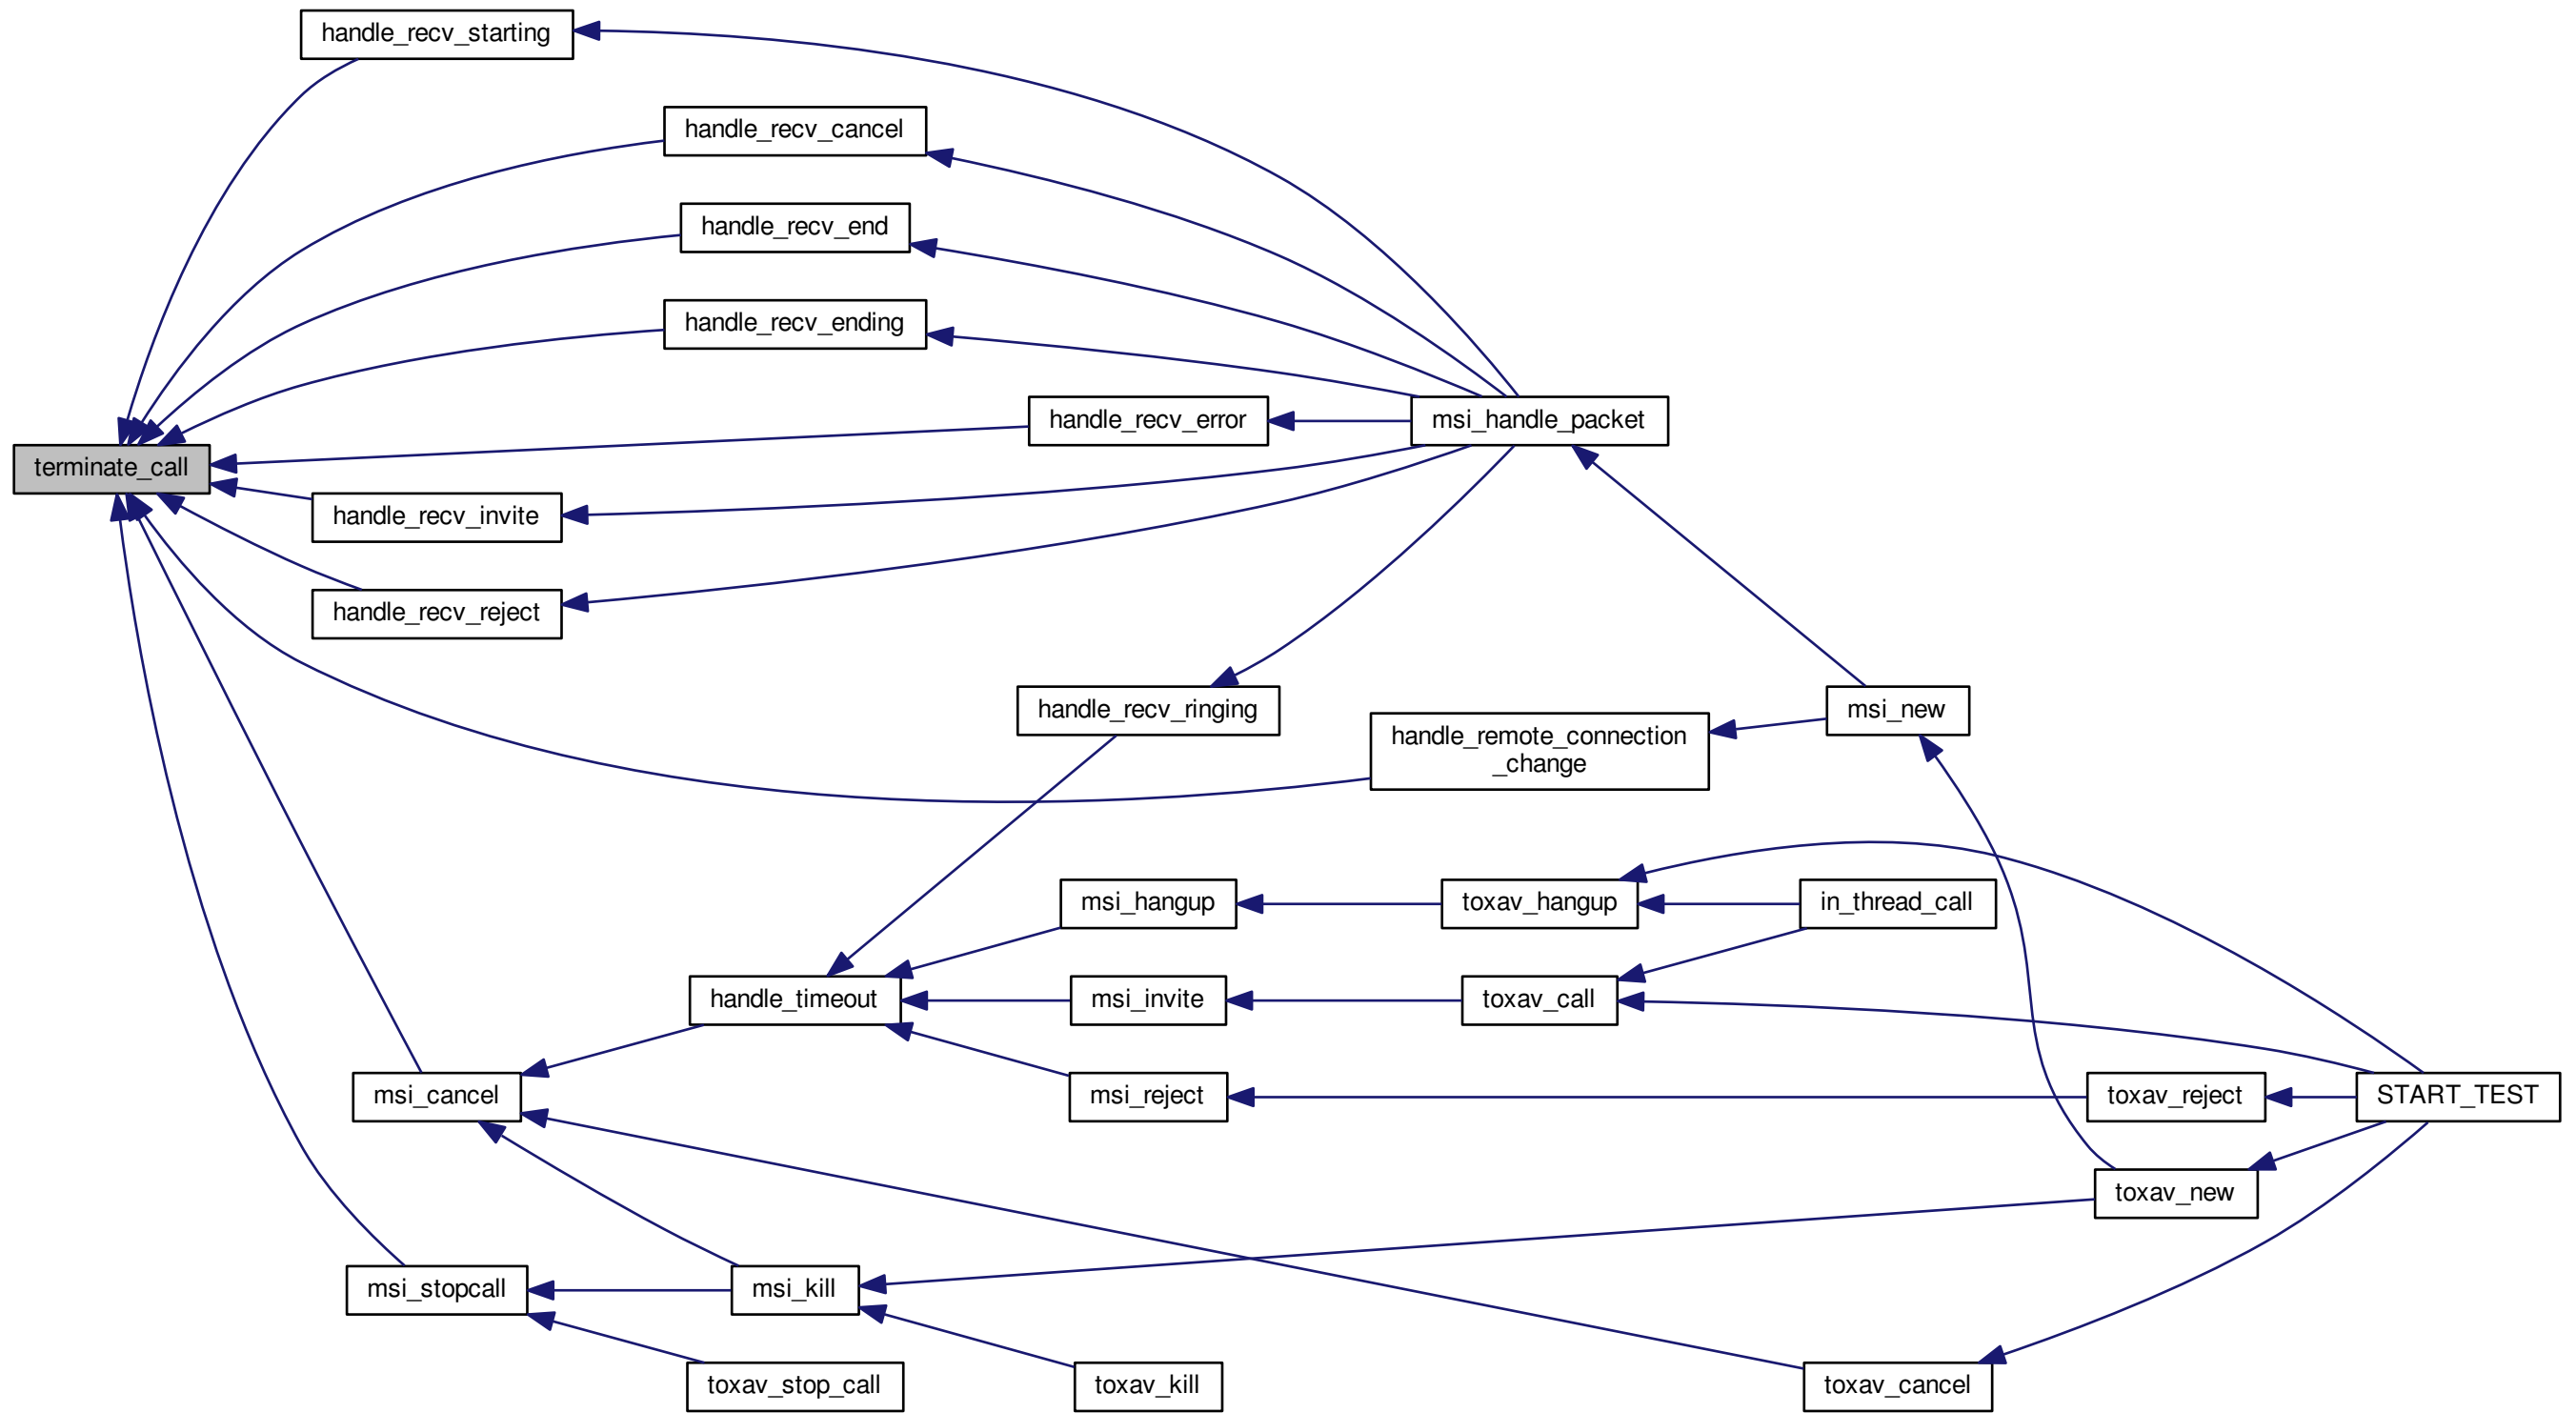 handle_recv_starting
handle_recv_cancel
handle_recv_end
handle_recv_ending
handle_recv_error
msi_handle_packet
terminate_call
handle_recv_invite
handle_recv_reject
handle_recv_ringing
msi_new
handle_remote_connection
_change
msi_hangup
toxav_hangup
in_thread_call
handle_timeout
msi_invite
toxav_call
msi_cancel
msi_reject
toxav_reject
START_TEST
toxav_new
msi_stopcall
msi_kill
toxav_stop_call
toxav_kill
toxav_cancel